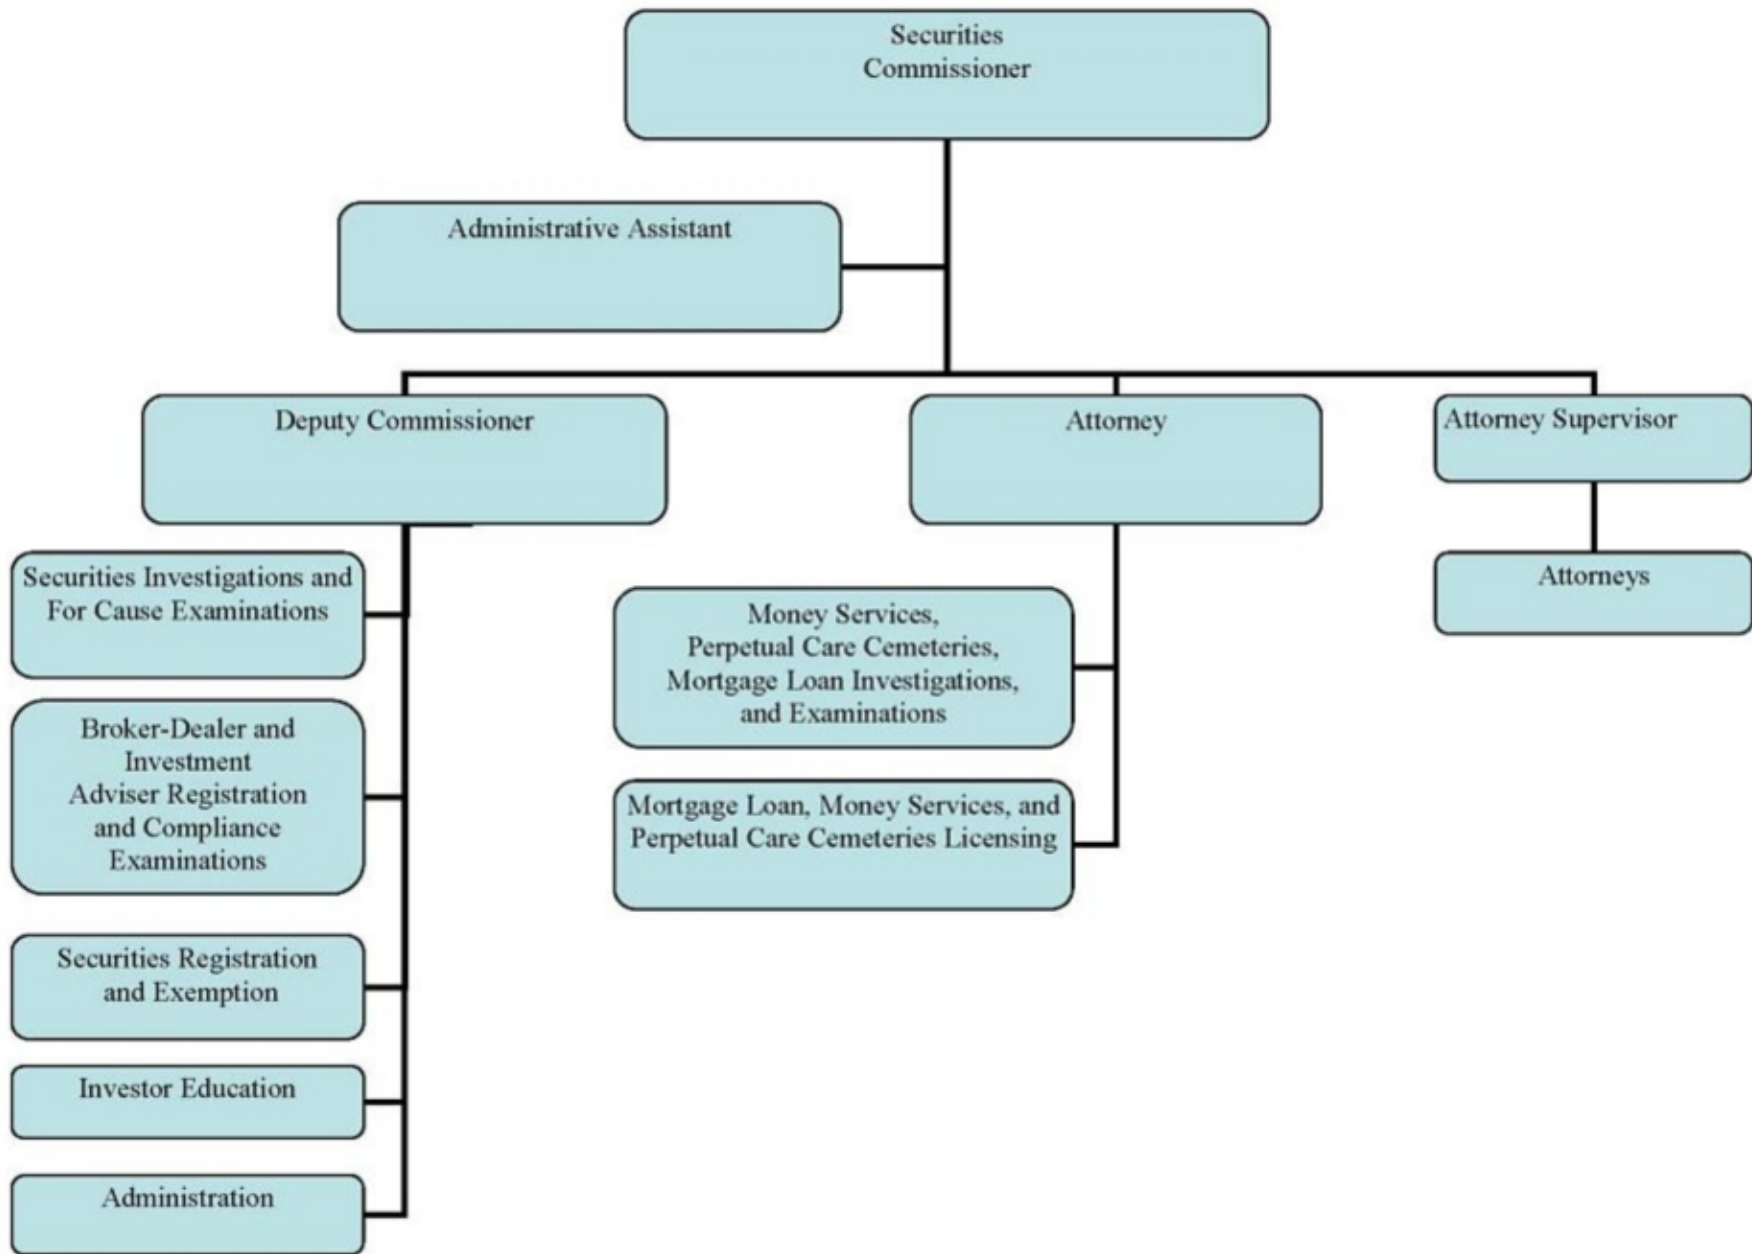 Securities
Commissioner
Administrative Assistant
Deputy Commissioner
Attorney
Attorney Supervisor
Securities Investigations and
For Cause Examinations
Broker-Dealer and
Investment
Adviser Registration
and Compliance
Examinations
Securities Registration
and Exemption
Investor Education
Administration
Money Services,
Perpetual Care Cemeteries,
Mortgage Loan Investigations,
and Examinations
Mortgage Loan, Money Services, and
Perpetual Care Cemeteries Licensing
Attorneys